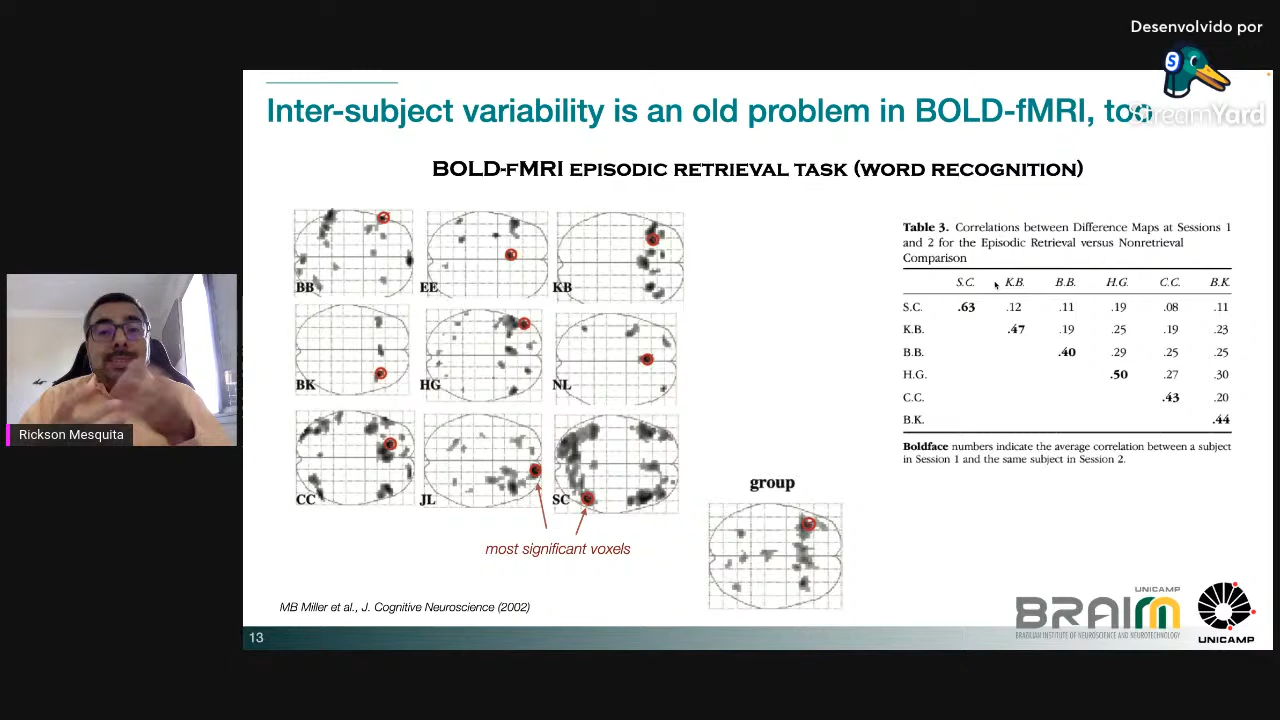 Desenvolvido por
S
StreamYard
Inter-subject variability is an old problem in BOLD-fMRI, too
BOLD-fMRI EPISODIC RETRIEVAL TASK (WORD RECOGNITION)
BB
EE
KB
BK
HG
NL
CC
JL
SC
most significant voxels
group
Table 3. Correlations between Difference Maps at Sessions 1
and 2 for the Episodic Retrieval versus Nonretrieval
Comparison
S.C. K.B. B.B. H.G. C.C. B.K.
S.C. .63 .12 .11 .19 .08 .11
K.B. .47 .19 .25 .19 .23
B.B. .40 .29 .25 .25
H.G. .50 .27 .30
C.C. .43 .20
B.K. .44
Boldface numbers indicate the average correlation between a subject
in Session 1 and the same subject in Session 2.
Rickson Mesquita
MB Miller et al., J. Cognitive Neuroscience (2002)
13
UNICAMP
BRAINN
BRAZILIAN INSTITUTE OF NEUROSCIENCE AND NEUROTECHNOLOGY
UNICAMP